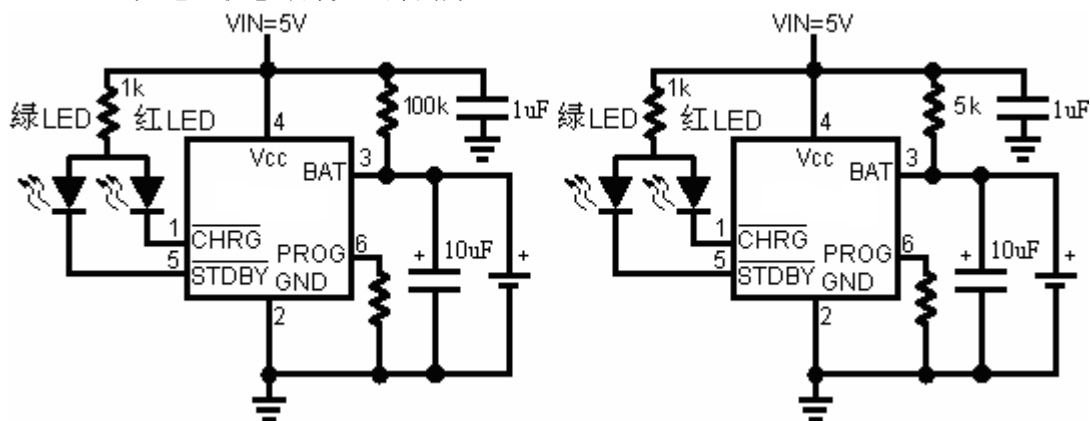 VIN=5V
1k
绿LED
红LED
4
100k
1uF
Vcc
BAT
3
1
CHRG
5
STDBY
PROG
6
GND
2
+
10uF
+
VIN=5V
1k
绿LED
红LED
4
5k
1uF
Vcc
BAT
3
1
CHRG
5
STDBY
PROG
6
GND
2
+
10uF
+